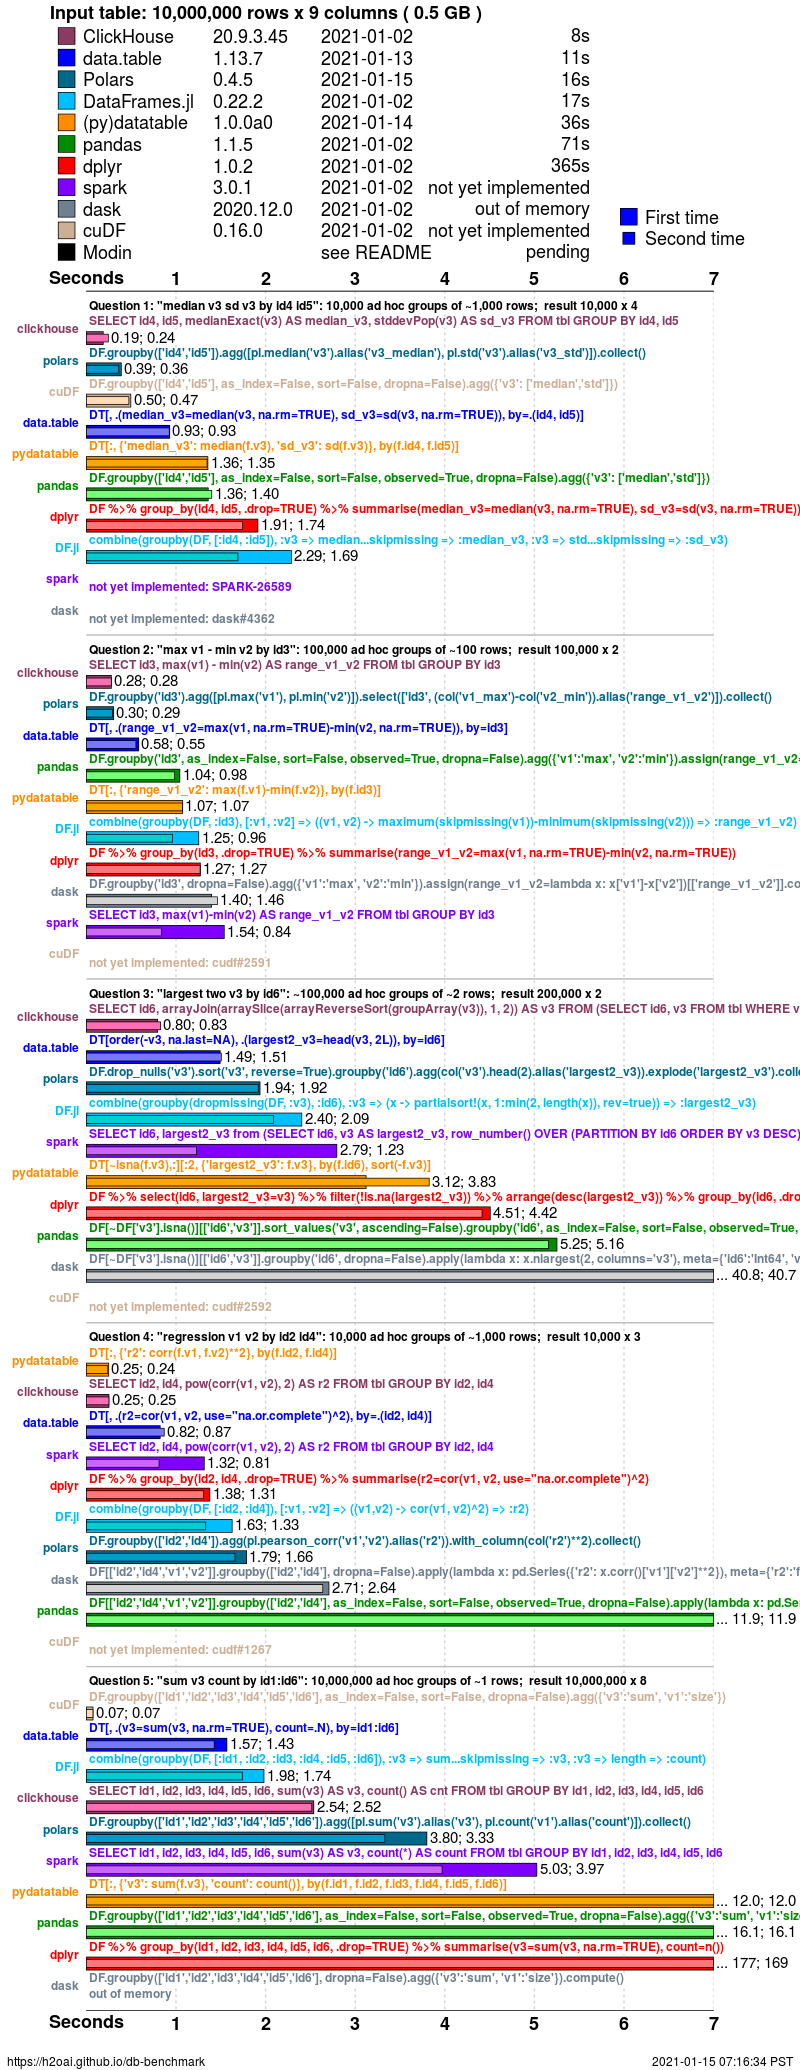 Input table: 10,000,000 rows x 9 columns ( 0.5 GB )
ClickHouse 20.9.3.45 2021-01-02 8s
data.table 1.13.7 2021-01-13 11s
Polars 0.4.5 2021-01-15 16s
DataFrames.jl 0.22.2 2021-01-02 17s
(py)datatable 1.0.0a0 2021-01-14 36s
pandas 1.1.5 2021-01-02 71s
dplyr 1.0.2 2021-01-02 365s
spark 3.0.1 2021-01-02 not yet implemented
dask 2020.12.0 2021-01-02 out of memory
cuDF 0.16.0 2021-01-02 not yet implemented
Modin see README pending
First time
Second time
Seconds 1 2 3 4 5 6 7
Question 1: "median v3 sd v3 by id4 id5": 10,000 ad hoc groups of ~1,000 rows; result 10,000 x 4
SELECT id4, id5, medianExact(v3) AS median_v3, stddevPop(v3) AS sd_v3 FROM tbl GROUP BY id4, id5
clickhouse 0.19; 0.24
DF.groupby(['id4','id5']).agg([pl.median('v3').alias('v3_median'), pl.std('v3').alias('v3_std')]).collect()
polars 0.39; 0.36
DF.groupby(['id4','id5'], as_index=False, sort=False, dropna=False).agg({'v3': ['median','std']})
cuDF 0.50; 0.47
DT[, .(median_v3=median(v3, na.rm=TRUE), sd_v3=sd(v3, na.rm=TRUE)), by=.(id4, id5)]
data.table 0.93; 0.93
DT[:, {'median_v3': median(f.v3), 'sd_v3': sd(f.v3)}, by(f.id4, f.id5)]
pydatatable 1.36; 1.35
DF.groupby(['id4','id5'], as_index=False, sort=False, observed=True, dropna=False).agg({'v3': ['median','std']})
pandas 1.36; 1.40
DF %>% group_by(id4, id5, .drop=TRUE) %>% summarise(median_v3=median(v3, na.rm=TRUE), sd_v3=sd(v3, na.rm=TRUE))
dplyr 1.91; 1.74
combine(groupby(DF, [:id4, :id5]), :v3 => median...skipmissing => :median_v3, :v3 => std...skipmissing => :sd_v3)
DF.jl 2.29; 1.69
spark not yet implemented: SPARK-26589
dask not yet implemented: dask#4362
Question 2: "max v1 - min v2 by id3": 100,000 ad hoc groups of ~100 rows; result 100,000 x 2
SELECT id3, max(v1) - min(v2) AS range_v1_v2 FROM tbl GROUP BY id3
clickhouse 0.28; 0.28
DF.groupby('id3').agg([pl.max('v1'), pl.min('v2')]).select(['id3', (col('v1_max')-col('v2_min')).alias('range_v1_v2')]).collect()
polars 0.30; 0.29
DT[, .(range_v1_v2=max(v1, na.rm=TRUE)-min(v2, na.rm=TRUE)), by=id3]
data.table 0.58; 0.55
DF.groupby('id3', as_index=False, sort=False, observed=True, dropna=False).agg({'v1':'max', 'v2':'min'}).assign(range_v1_v2=
pandas 1.04; 0.98
DT[:, {'range_v1_v2': max(f.v1)-min(f.v2)}, by(f.id3)]
pydatatable 1.07; 1.07
combine(groupby(DF, :id3), [:v1, :v2] => ((v1, v2) -> maximum(skipmissing(v1))-minimum(skipmissing(v2))) => :range_v1_v2)
DF.jl 1.25; 0.96
DF %>% group_by(id3, .drop=TRUE) %>% summarise(range_v1_v2=max(v1, na.rm=TRUE)-min(v2, na.rm=TRUE))
dplyr 1.27; 1.27
DF.groupby('id3', dropna=False).agg({'v1':'max', 'v2':'min'}).assign(range_v1_v2=lambda x: x['v1']-x['v2'])[['range_v1_v2']].co
dask 1.40; 1.46
SELECT id3, max(v1)-min(v2) AS range_v1_v2 FROM tbl GROUP BY id3
spark 1.54; 0.84
cuDF not yet implemented: cudf#2591
Question 3: "largest two v3 by id6": ~100,000 ad hoc groups of ~2 rows; result 200,000 x 2
SELECT id6, arrayJoin(arraySlice(arrayReverseSort(groupArray(v3)), 1, 2)) AS v3 FROM (SELECT id6, v3 FROM tbl WHERE v
clickhouse 0.80; 0.83
DT[order(-v3, na.last=NA), .(largest2_v3=head(v3, 2L)), by=id6]
data.table 1.49; 1.51
DF.drop_nulls('v3').sort('v3', reverse=True).groupby('id6').agg(col('v3').head(2).alias('largest2_v3')).explode('largest2_v3').colle
polars 1.94; 1.92
combine(groupby(dropmissing(DF, :v3), :id6), :v3 => (x -> partialsort!(x, 1:min(2, length(x)), rev=true)) => :largest2_v3)
DF.jl 2.40; 2.09
SELECT id6, largest2_v3 from (SELECT id6, v3 AS largest2_v3, row_number() OVER (PARTITION BY id6 ORDER BY v3 DESC)
spark 2.79; 1.23
DT[~isna(f.v3),:][:2, {'largest2_v3': f.v3}, by(f.id6), sort(-f.v3)]
pydatatable 3.12; 3.83
DF %>% select(id6, largest2_v3=v3) %>% filter(!is.na(largest2_v3)) %>% arrange(desc(largest2_v3)) %>% group_by(id6, .dro
dplyr 4.51; 4.42
DF[~DF['v3'].isna()][['id6','v3']].sort_values('v3', ascending=False).groupby('id6', as_index=False, sort=False, observed=True,
pandas 5.25; 5.16
DF[~DF['v3'].isna()][['id6','v3']].groupby('id6', dropna=False).apply(lambda x: x.nlargest(2, columns='v3'), meta={'id6':'Int64', 'v
dask ... 40.8; 40.7
cuDF not yet implemented: cudf#2592
Question 4: "regression v1 v2 by id2 id4": 10,000 ad hoc groups of ~1,000 rows; result 10,000 x 3
DT[:, {'r2': corr(f.v1, f.v2)**2}, by(f.id2, f.id4)]
pydatatable 0.25; 0.24
SELECT id2, id4, pow(corr(v1, v2), 2) AS r2 FROM tbl GROUP BY id2, id4
clickhouse 0.25; 0.25
DT[, .(r2=cor(v1, v2, use="na.or.complete")^2), by=.(id2, id4)]
data.table 0.82; 0.87
SELECT id2, id4, pow(corr(v1, v2), 2) AS r2 FROM tbl GROUP BY id2, id4
spark 1.32; 0.81
DF %>% group_by(id2, id4, .drop=TRUE) %>% summarise(r2=cor(v1, v2, use="na.or.complete")^2)
dplyr 1.38; 1.31
combine(groupby(DF, [:id2, :id4]), [:v1, :v2] => ((v1,v2) -> cor(v1, v2)^2) => :r2)
DF.jl 1.63; 1.33
DF.groupby(['id2','id4']).agg(pl.pearson_corr('v1','v2').alias('r2')).with_column(col('r2')**2).collect()
polars 1.79; 1.66
DF[['id2','id4','v1','v2']].groupby(['id2','id4'], dropna=False).apply(lambda x: pd.Series({'r2': x.corr()['v1']['v2']**2}), meta={'r2':'f
dask 2.71; 2.64
DF[['id2','id4','v1','v2']].groupby(['id2','id4'], as_index=False, sort=False, observed=True, dropna=False).apply(lambda x: pd.Se
pandas ... 11.9; 11.9
cuDF not yet implemented: cudf#1267
Question 5: "sum v3 count by id1:id6": 10,000,000 ad hoc groups of ~1 rows; result 10,000,000 x 8
DF.groupby(['id1','id2','id3','id4','id5','id6'], as_index=False, sort=False, dropna=False).agg({'v3':'sum', 'v1':'size'})
cuDF 0.07; 0.07
DT[, .(v3=sum(v3, na.rm=TRUE), count=.N), by=id1:id6]
data.table 1.57; 1.43
combine(groupby(DF, [:id1, :id2, :id3, :id4, :id5, :id6]), :v3 => sum...skipmissing => :v3, :v3 => length => :count)
DF.jl 1.98; 1.74
SELECT id1, id2, id3, id4, id5, id6, sum(v3) AS v3, count() AS cnt FROM tbl GROUP BY id1, id2, id3, id4, id5, id6
clickhouse 2.54; 2.52
DF.groupby(['id1','id2','id3','id4','id5','id6']).agg([pl.sum('v3').alias('v3'), pl.count('v1').alias('count')]).collect()
polars 3.80; 3.33
SELECT id1, id2, id3, id4, id5, id6, sum(v3) AS v3, count(*) AS count FROM tbl GROUP BY id1, id2, id3, id4, id5, id6
spark 5.03; 3.97
DT[:, {'v3': sum(f.v3), 'count': count()}, by(f.id1, f.id2, f.id3, f.id4, f.id5, f.id6)]
pydatatable ... 12.0; 12.0
DF.groupby(['id1','id2','id3','id4','id5','id6'], as_index=False, sort=False, observed=True, dropna=False).agg({'v3':'sum', 'v1':'size
pandas ... 16.1; 16.1
DF %>% group_by(id1, id2, id3, id4, id5, id6, .drop=TRUE) %>% summarise(v3=sum(v3, na.rm=TRUE), count=n())
dplyr ... 177; 169
DF.groupby(['id1','id2','id3','id4','id5','id6'], dropna=False).agg({'v3':'sum', 'v1':'size'}).compute()
dask out of memory
Seconds 1 2 3 4 5 6 7
https://h2oai.github.io/db-benchmark 2021-01-15 07:16:34 PST